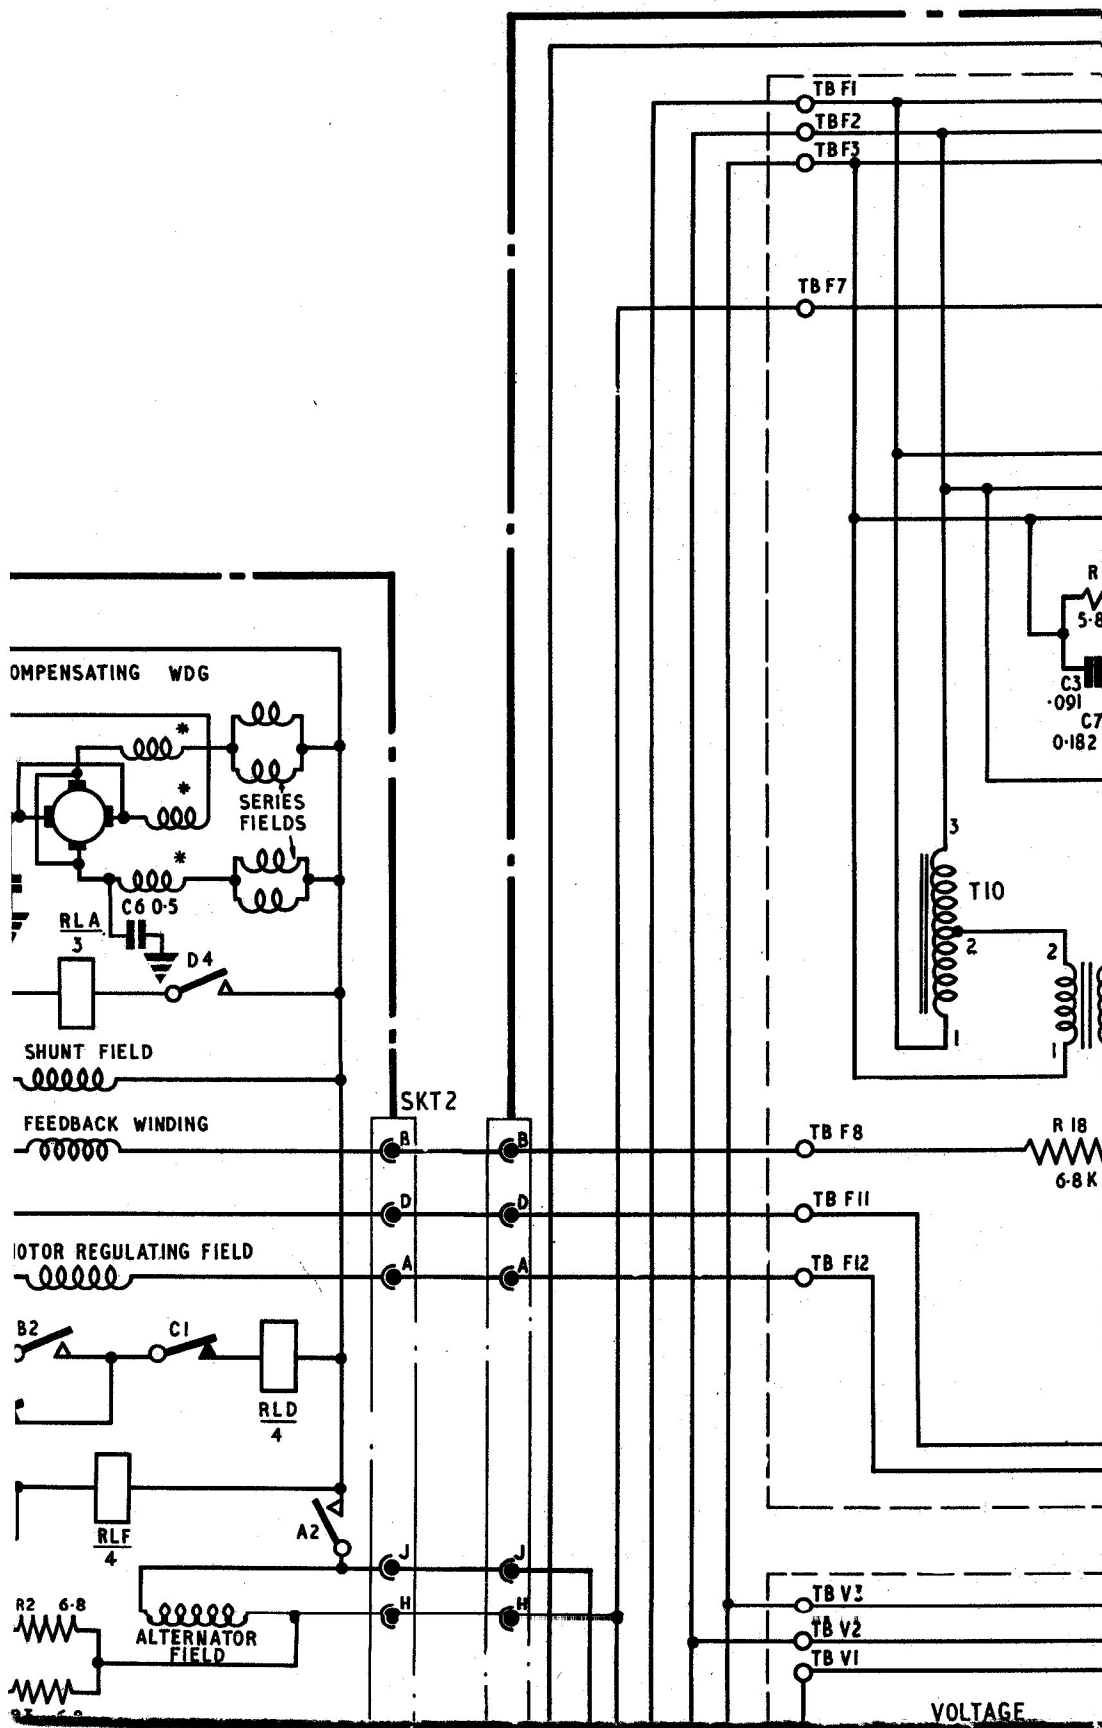 TB F1
TB F2
TB F3
TB F7
R
5·8
C3
·091
C7
0·182
OMPENSATING WDG
*
*
SERIES
FIELDS
*
C6 0·5
RLA
3
D4
3
T10
2
2
1
1
SHUNT FIELD
SKT2
FEEDBACK WINDING
B
B
TB F8
R 18
6·8K
D
D
TB F11
OTOR REGULATING FIELD
A
A
TB F12
B2
C1
RLD
4
RLF
4
A2
J
J
R2 6·8
H
H
ALTERNATOR
FIELD
TB V3
TB V2
TB V1
VOLTAGE